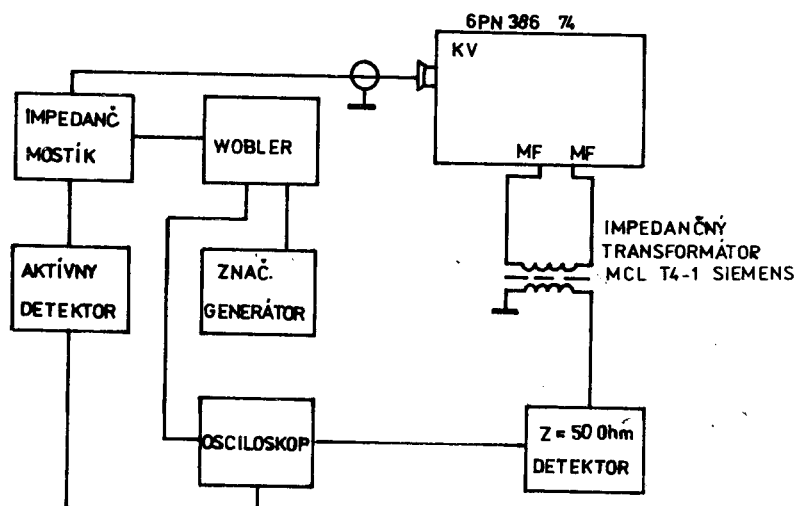 6PN 386 74
KV
IMPEDANČ
MOSTÍK
WOBLER
MF MF
IMPEDANČNÝ
TRANSFORMÁTOR
MCL T4-1 SIEMENS
AKTÍVNY
DETEKTOR
ZNAČ.
GENERÁTOR
OSCILOSKOP
Z = 50 Ohm
DETEKTOR